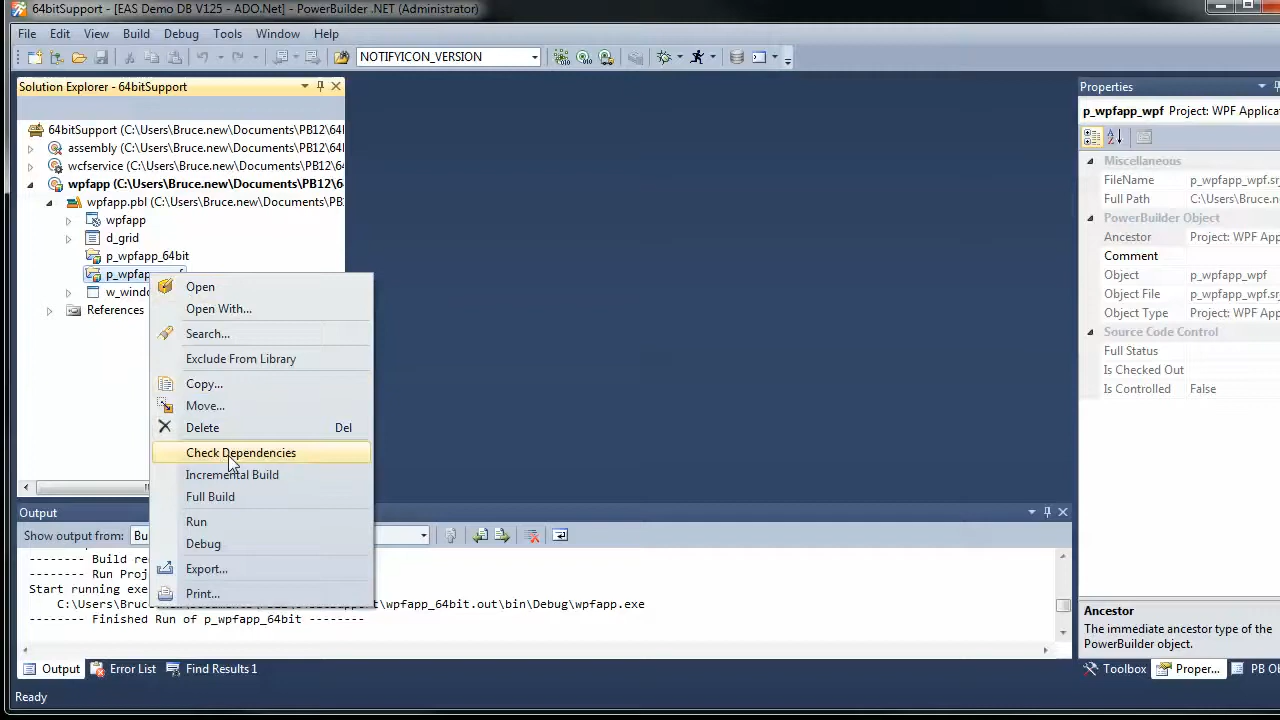 64bitSupport - [EAS Demo DB V125 - ADO.Net] - PowerBuilder .NET (Administrator)
File Edit View Build Debug Tools Window Help
NOTIFYICON_VERSION
Solution Explorer - 64bitSupport
64bitSupport (C:\Users\Bruce.new\Documents\PB12\64
assembly (C:\Users\Bruce.new\Documents\PB12\64
wcfservice (C:\Users\Bruce.new\Documents\PB12\64
wpfapp (C:\Users\Bruce.new\Documents\PB12\6
wpfapp.pbl (C:\Users\Bruce.new\Documents\PB
wpfapp
d_grid
p_wpfapp_64bit
p_wpfap
w_wind
References
Open
Open With...
Search...
Exclude From Library
Copy...
Move...
Delete Del
Check Dependencies
Incremental Build
Full Build
Run
Debug
Export...
Print...
Properties
p_wpfapp_wpf Project: WPF Applica
Miscellaneous
FileName p_wpfapp_wpf.sr
Full Path C:\Users\Bruce.n
PowerBuilder Object
Ancestor Project: WPF App
Comment
Object p_wpfapp_wpf
Object File p_wpfapp_wpf.sr
Object Type Project: WPF App
Source Code Control
Full Status
Is Checked Out
Is Controlled False
Ancestor
The immediate ancestor type of the
PowerBuilder object.
Output
Show output from: Bu
-------- Build re
-------- Run Proj
Start running exe
C:\Users\Bruc
\wpfapp_64bit.out\bin\Debug\wpfapp.exe
-------- Finished Run of p_wpfapp_64bit --------
Output Error List Find Results 1
Toolbox Proper... PB Ob
Ready